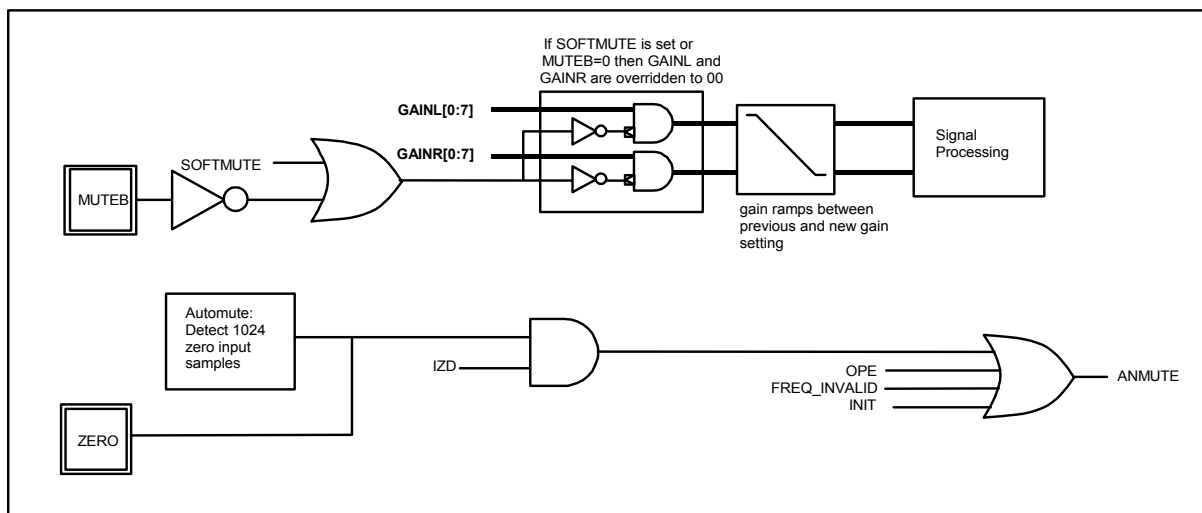 If SOFTMUTE is set or
MUTEB=0 then GAINL and
GAINR are overridden to 00
GAINL[0:7]
GAINR[0:7]
SOFTMUTE
MUTEB
Signal
Processing
gain ramps between
previous and new gain
setting
Automute:
Detect 1024
zero input
samples
IZD
OPE
FREQ_INVALID
INIT
ANMUTE
ZERO